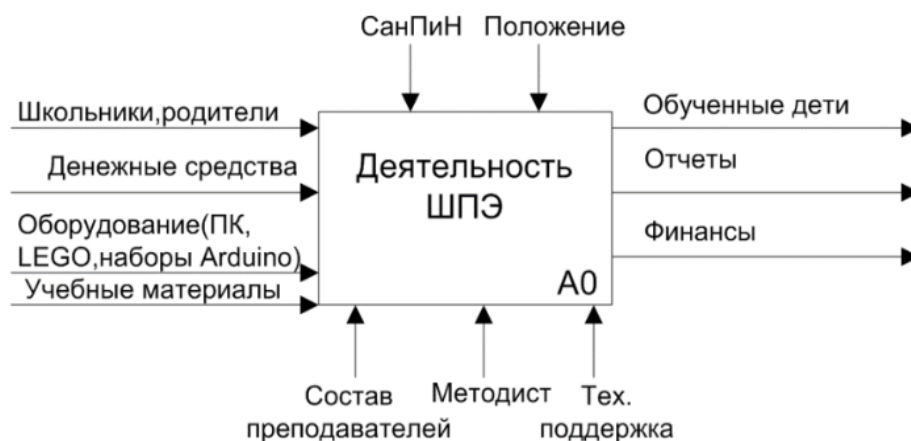 СанПиН Положение
Школьники,родители
Денежные средства
Оборудование(ПК,
LEGO,наборы Arduino)
Учебные материалы
Деятельность
ШПЭ
А0
Обученные дети
Отчеты
Финансы
Состав
преподавателей
Методист
Тех.
поддержка